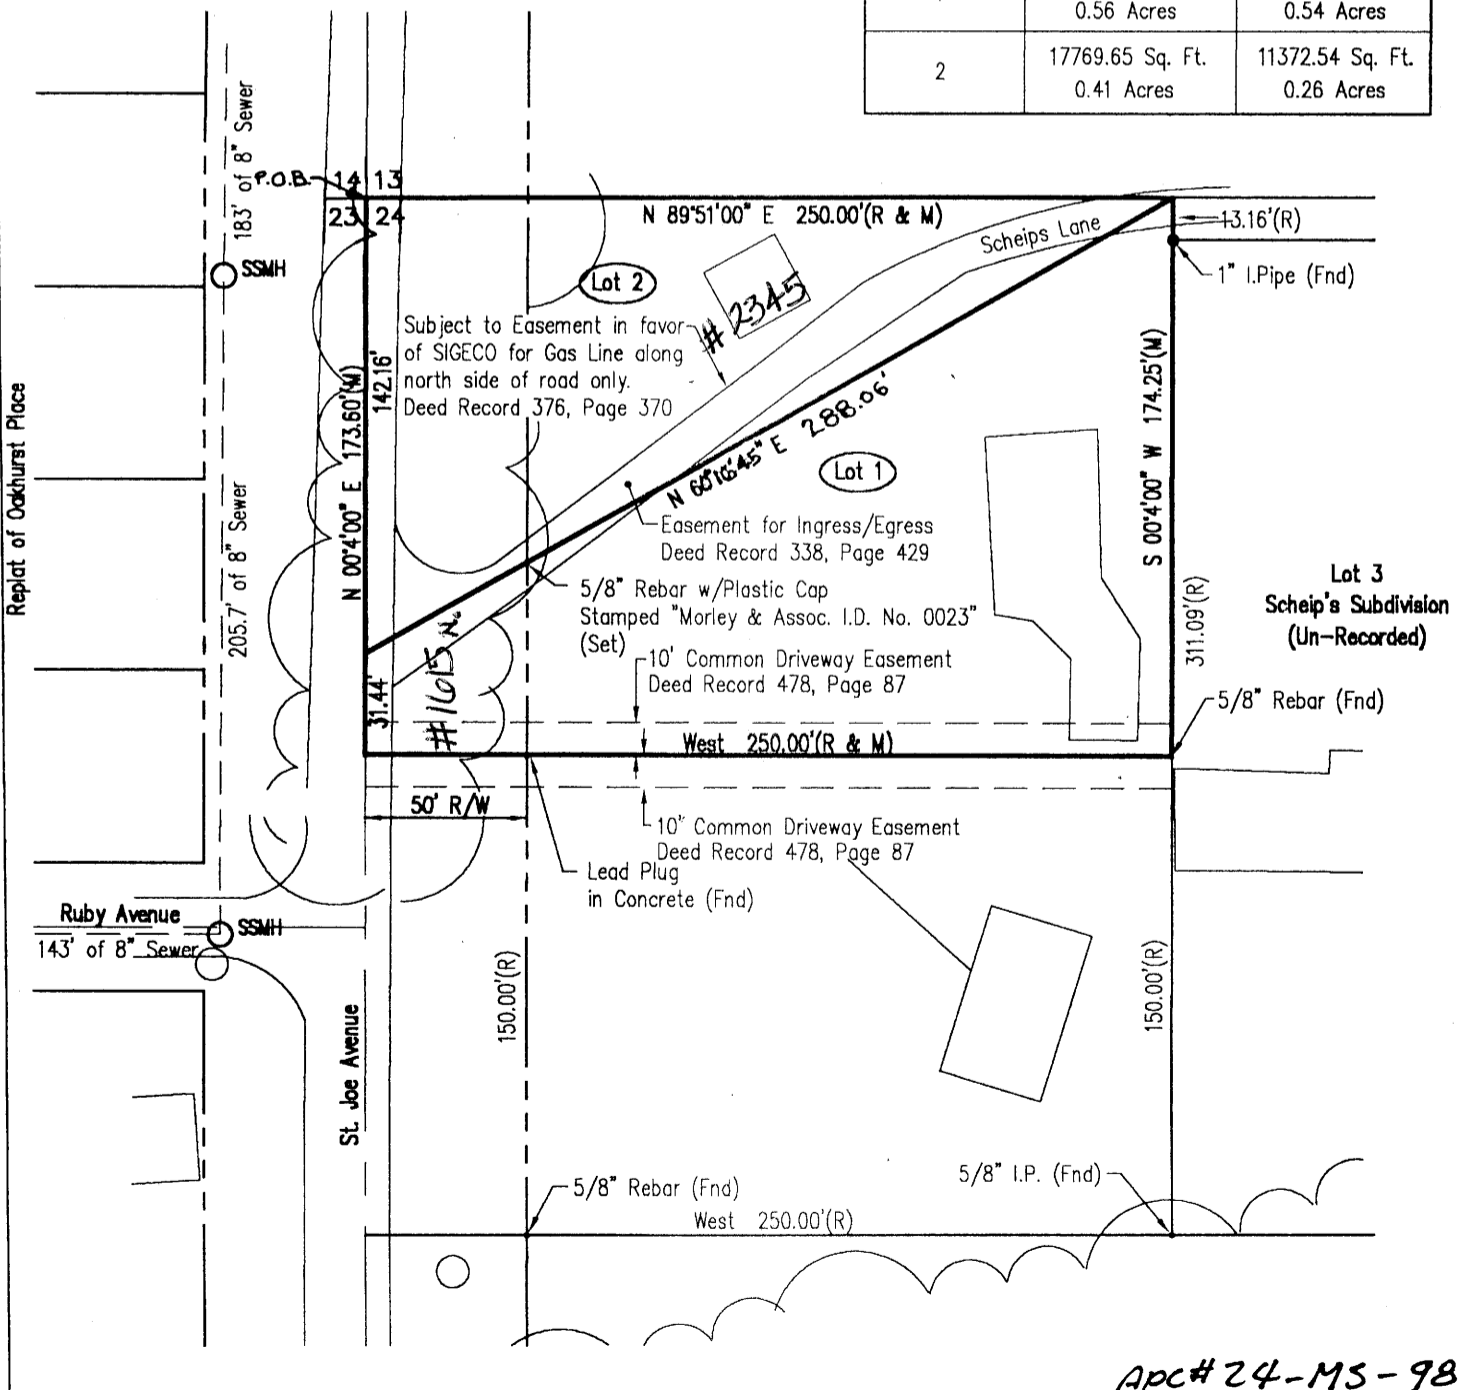 0.56 Acres 0.54 Acres
2 17769.65 Sq. Ft. 11372.54 Sq. Ft.
0.41 Acres 0.26 Acres
183' of 8" Sewer
P.O.B.
14 13
23 24
N 89°51'00" E 250.00'(R & M)
Scheips Lane
13.16'(R)
1" I.Pipe (Fnd)
SSMH
Lot 2
# 2345
Subject to Easement in favor
of SIGECO for Gas Line along
north side of road only.
Deed Record 376, Page 370
N 00°4'00" E 173.60'(M)
142.16'
S 00°4'00" W 174.25'(M)
Replat of Oakhurst Place
205.7' of 8" Sewer
N 60°16'45" E 288.06'
Lot 1
Easement for Ingress/Egress
Deed Record 338, Page 429
5/8" Rebar w/Plastic Cap
Stamped "Morley & Assoc. I.D. No. 0023"
(Set)
Lot 3
Scheip's Subdivision
(Un-Recorded)
311.09'(R)
#1615 N.
31.44'
10' Common Driveway Easement
Deed Record 478, Page 87
5/8" Rebar (Fnd)
West 250.00'(R & M)
50' R/W
10" Common Driveway Easement
Deed Record 478, Page 87
Lead Plug
in Concrete (Fnd)
Ruby Avenue
SSMH
143' of 8" Sewer
150.00'(R)
150.00'(R)
St. Joe Avenue
5/8" Rebar (Fnd)
5/8" I.P. (Fnd)
West 250.00'(R)
APC# 24-MS-98